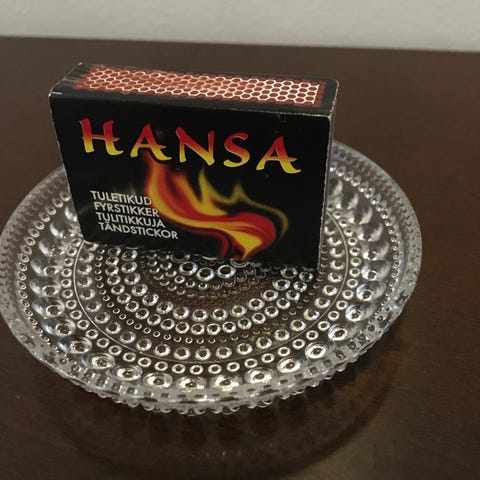 HANSA
TULETIKUD
FYRSTIKKER
TULITIKKUJA
TÄNDSTICKOR